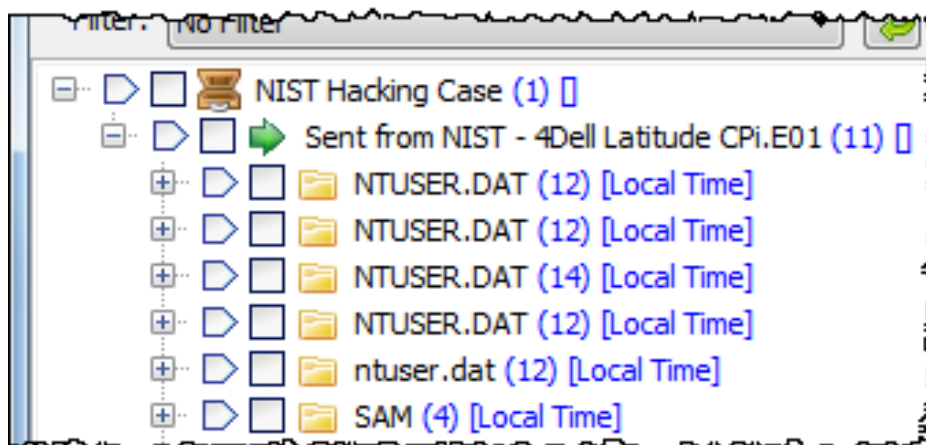 Filter: No Filter
NIST Hacking Case (1) []
Sent from NIST - 4Dell Latitude CPi.E01 (11) []
NTUSER.DAT (12) [Local Time]
NTUSER.DAT (12) [Local Time]
NTUSER.DAT (14) [Local Time]
NTUSER.DAT (12) [Local Time]
ntuser.dat (12) [Local Time]
SAM (4) [Local Time]